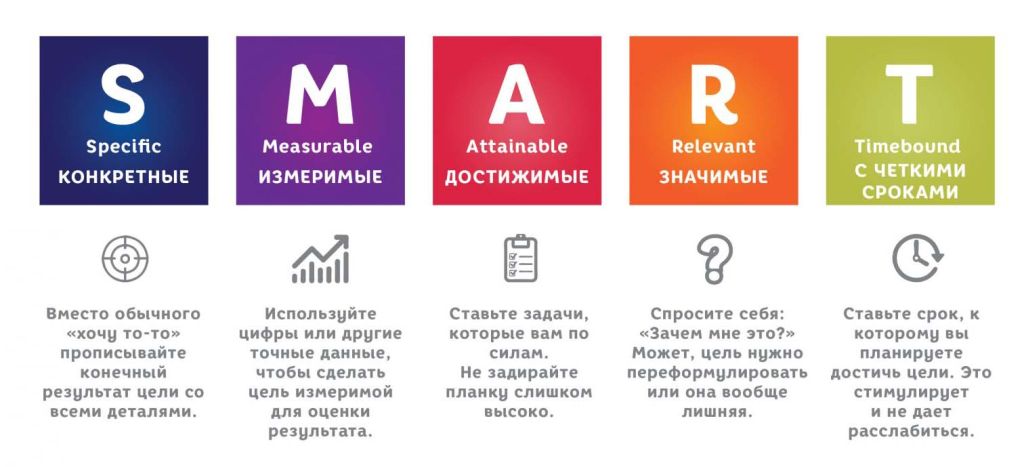 S
Specific
КОНКРЕТНЫЕ
Вместо обычного
«хочу то-то»
прописывайте
конечный
результат цели со
всеми деталями.
M
Measurable
ИЗМЕРИМЫЕ
Используйте
цифры или другие
точные данные,
чтобы сделать
цель измеримой
для оценки
результата.
A
Attainable
ДОСТИЖИМЫЕ
Ставьте задачи,
которые вам по
силам.
Не задирайте
планку слишком
высоко.
R
Relevant
ЗНАЧИМЫЕ
Спросите себя:
«Зачем мне это?»
Может, цель нужно
переформулировать
или она вообще
лишняя.
T
Timebound
С ЧЕТКИМИ
СРОКАМИ
Ставьте срок, к
которому вы
планируете
достичь цели. Это
стимулирует
и не дает
расслабиться.